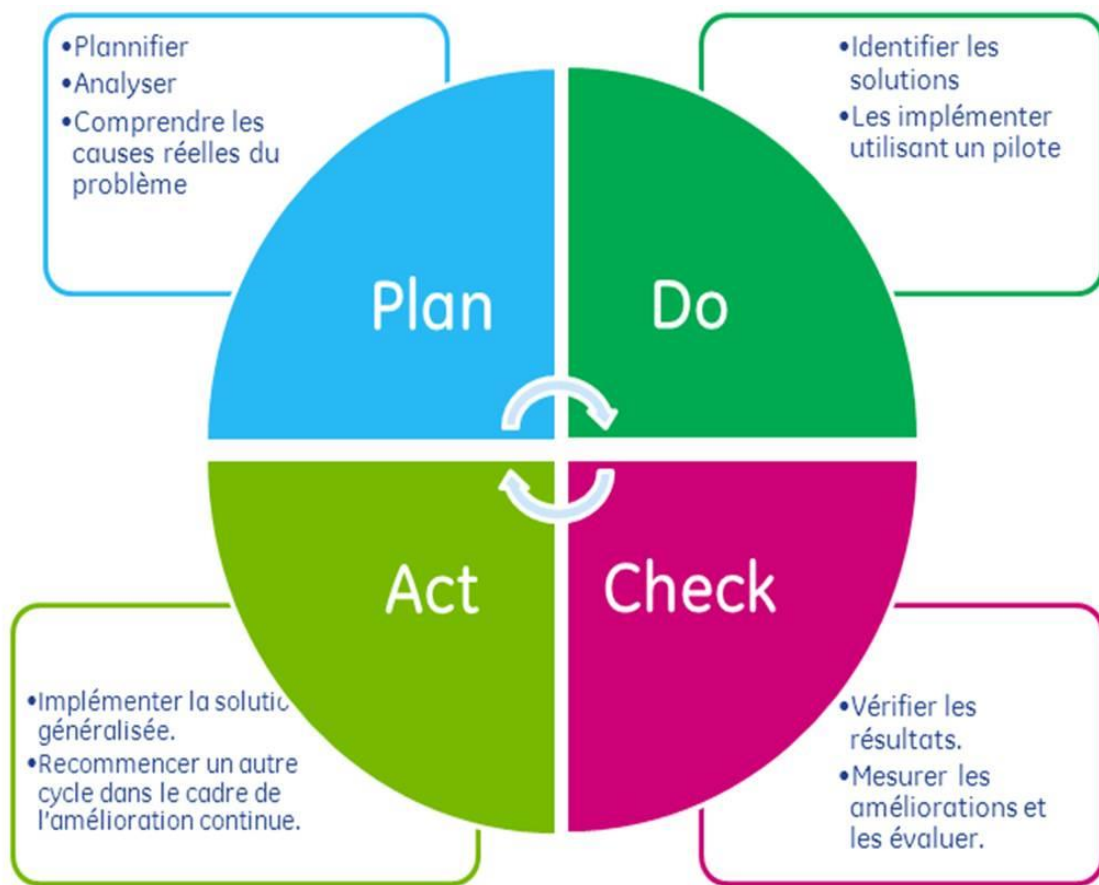 •Plannifier
•Analyser
•Comprendre les
causes réelles du
problème
•Identifier les
solutions
•Les implémenter
utilisant un pilote
Plan
Do
Act
Check
•Implémenter la
généralisée.
•Recommencer un autre
cycle dans le cadre de
l'amélioration continue.
•Vérifier les
résultats.
•Mesurer les
améliorations et
les évaluer.